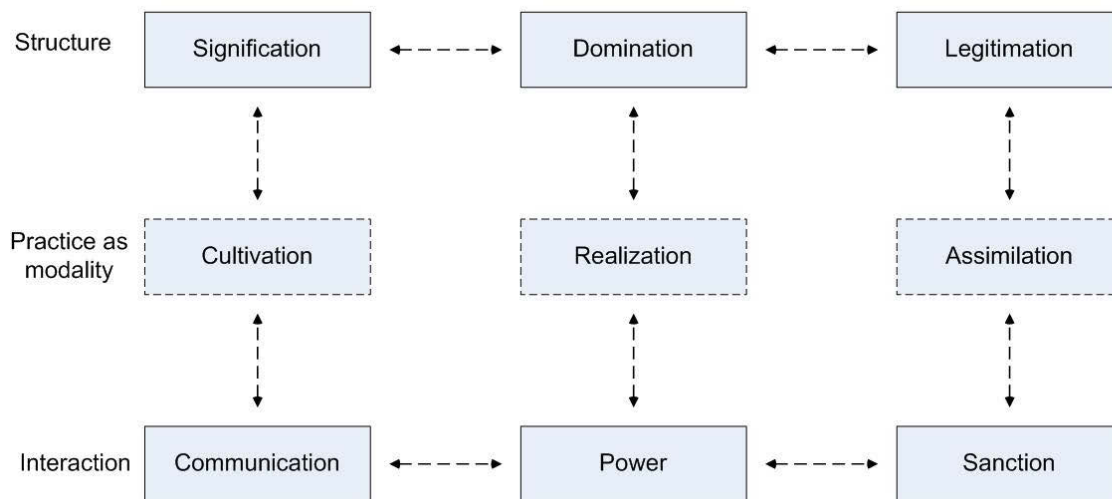 Structure
Signification
Domination
Legitimation
Practice as
modality
Cultivation
Realization
Assimilation
Interaction
Communication
Power
Sanction